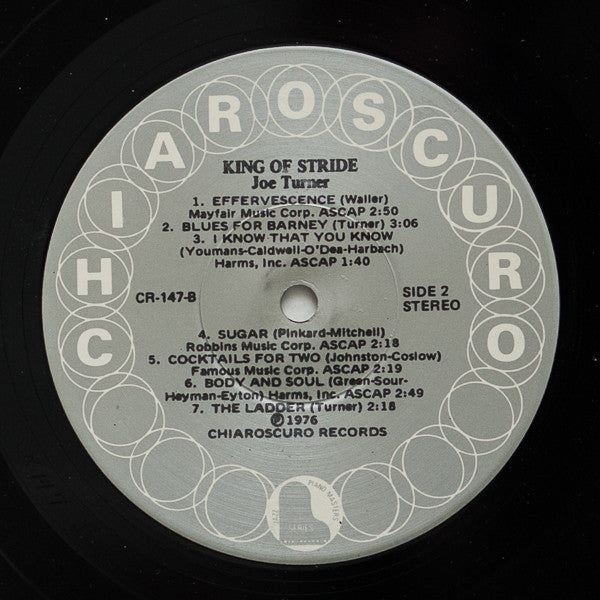 CHIAROSCURO
KING OF STRIDE
Joe Turner
1. EFFERVESCENCE (Waller)
Mayfair Music Corp. ASCAP 2:50
2. BLUES FOR BARNEY (Turner) 3:06
3. I KNOW THAT YOU KNOW
(Youmans-Caldwell-O'Dea-Harbach)
Harms, Inc. ASCAP 1:40
CR-147-B
SIDE 2
STEREO
4. SUGAR (Pinkard-Mitchell)
Robbins Music Corp. ASCAP 2:18
5. COCKTAILS FOR TWO (Johnston-Coslow)
Famous Music Corp. ASCAP 2:19
6. BODY AND SOUL (Green-Sour-
Heyman-Eyton) Harms, Inc. ASCAP 2:49
7. THE LADDER (Turner) 2:18
℗1976
CHIAROSCURO RECORDS
PIANO MASTERS
SERIES